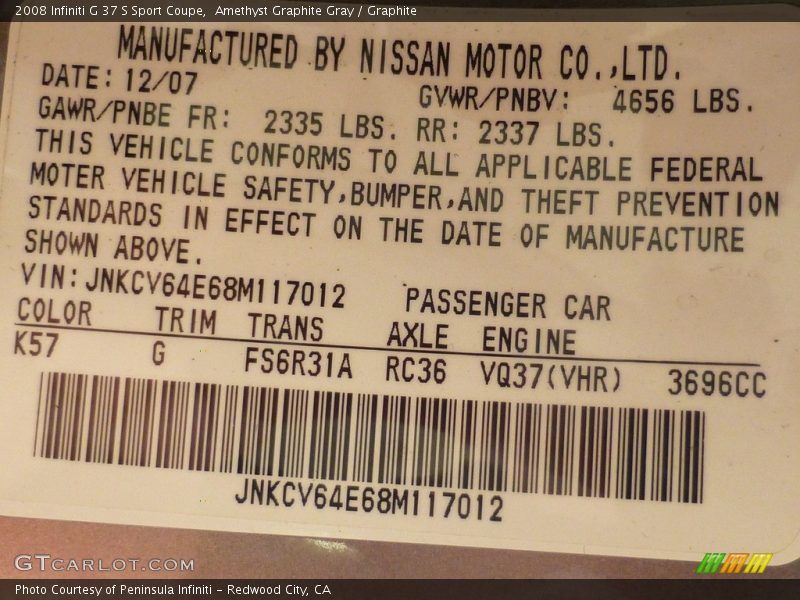 2008 Infiniti G 37 S Sport Coupe,  Amethyst Graphite Gray / Graphite
MANUFACTURED BY NISSAN MOTOR CO.,LTD.
DATE: 12/07 GVWR/PNBV: 4656 LBS.
GAWR/PNBE FR: 2335 LBS. RR: 2337 LBS.
THIS VEHICLE CONFORMS TO ALL APPLICABLE FEDERAL
MOTER VEHICLE SAFETY,BUMPER,AND THEFT PREVENTION
STANDARDS IN EFFECT ON THE DATE OF MANUFACTURE
SHOWN ABOVE.
VIN:JNKCV64E68M117012 PASSENGER CAR
COLOR TRIM TRANS AXLE ENGINE
K57 G FS6R31A RC36 VQ37(VHR) 3696CC
JNKCV64E68M117012
GTCARLOT.COM
Photo Courtesy of Peninsula Infiniti - Redwood City, CA